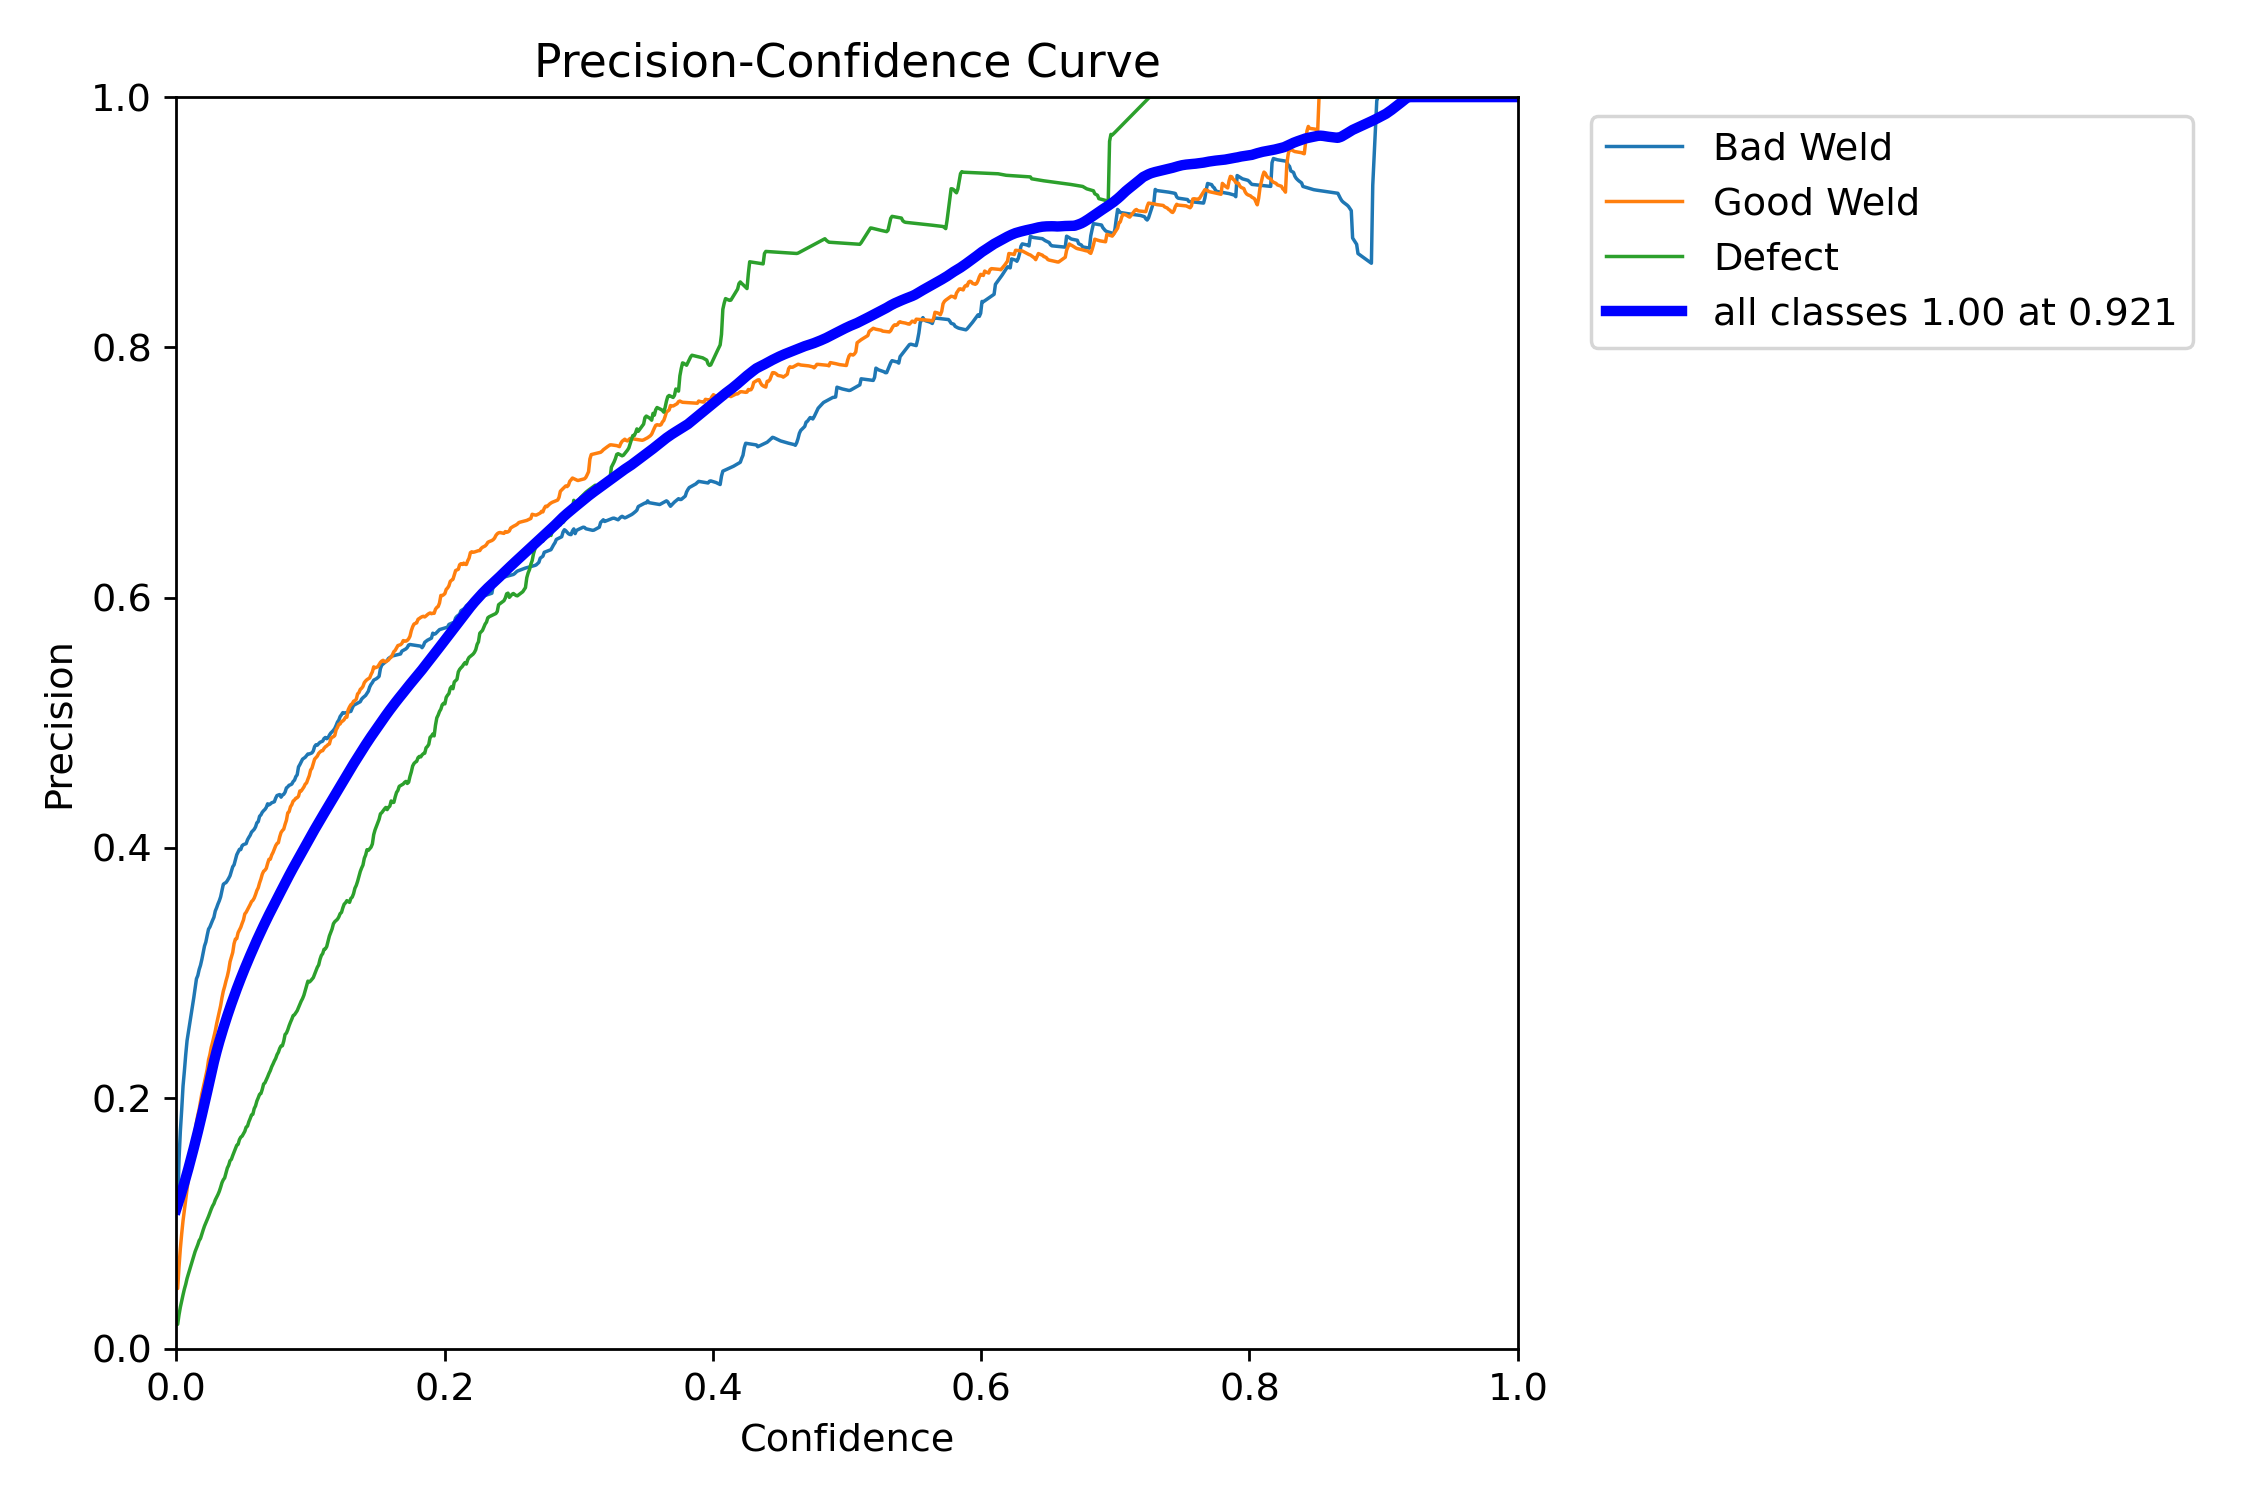 Precision-Confidence Curve
1.0
0.8
0.6
0.4
0.2
0.0
Precision
0.0 0.2 0.4 0.6 0.8 1.0
Confidence
Bad Weld
Good Weld
Defect
all classes 1.00 at 0.921